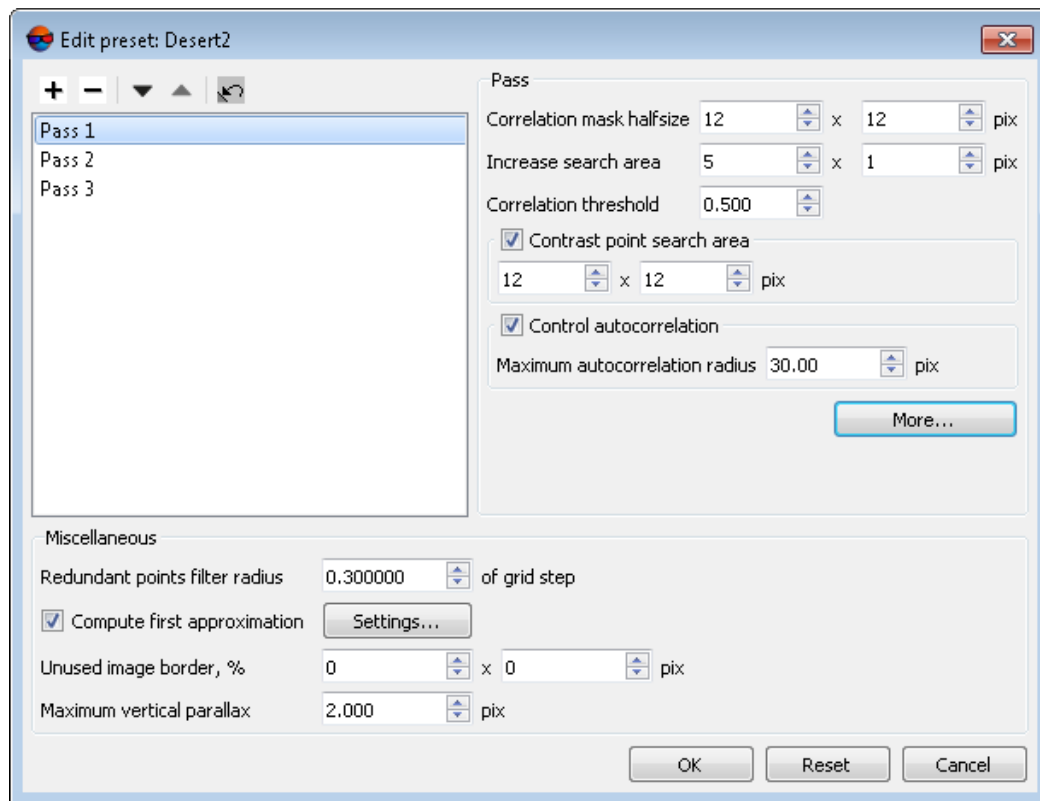 Edit preset: Desert2
Pass 1
Pass 2
Pass 3
Pass
Correlation mask halfsize 12 x 12 pix
Increase search area 5 x 1 pix
Correlation threshold 0.500
Contrast point search area
12 x 12 pix
Control autocorrelation
Maximum autocorrelation radius 30.00 pix
More...
Miscellaneous
Redundant points filter radius 0.300000 of grid step
Compute first approximation Settings...
Unused image border, % 0 x 0 pix
Maximum vertical parallax 2.000 pix
OK Reset Cancel